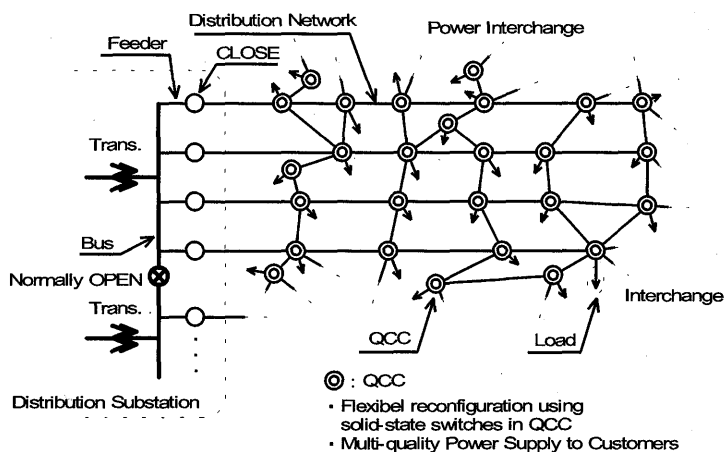 Distribution Network
Power Interchange
Feeder
CLOSE
Trans.
Bus
Normally OPEN
Trans.
Interchange
QCC
Load
Distribution Substation
: QCC
· Flexibel reconfiguration using
solid-state switches in QCC
· Multi-quality Power Supply to Customers